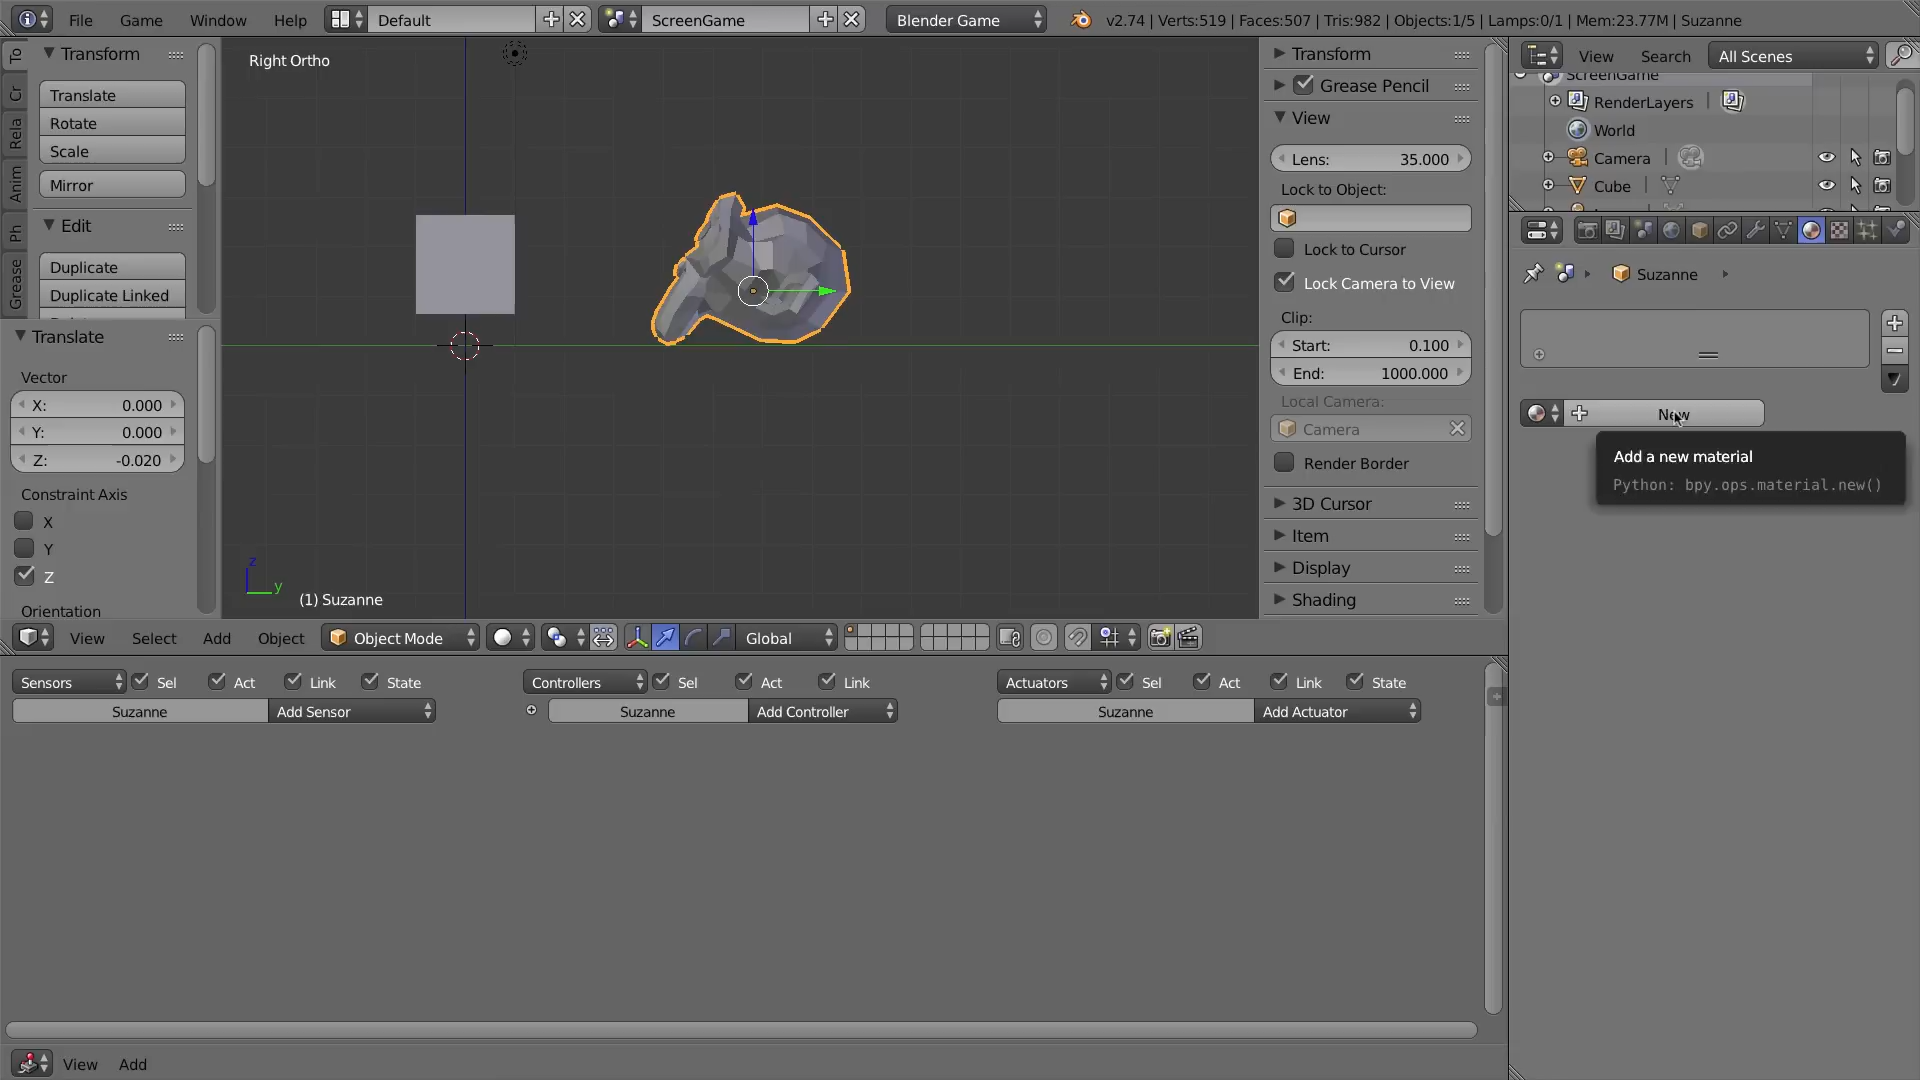 File Game Window Help Default ScreenGame Blender Game v2.74 | Verts:519 | Faces:507 | Tris:982 | Objects:1/5 | Lamps:0/1 | Mem:23.77M | Suzanne
To
Cr
Rela
Anim
Ph
Grease
Transform
Translate
Rotate
Scale
Mirror
Edit
Duplicate
Duplicate Linked
Translate
Vector
X: 0.000
Y: 0.000
Z: -0.020
Constraint Axis
X
Y
Z
Orientation
Right Ortho
z
y
(1) Suzanne
Transform
Grease Pencil
View
Lens: 35.000
Lock to Object:
Lock to Cursor
Lock Camera to View
Clip:
Start: 0.100
End: 1000.000
Local Camera:
Camera
Render Border
3D Cursor
Item
Display
Shading
View Search All Scenes
ScreenGame
RenderLayers
World
Camera
Cube
Suzanne
New
Add a new material
Python: bpy.ops.material.new()
View Select Add Object Object Mode Global
Sensors Sel Act Link State Controllers Sel Act Link Actuators Sel Act Link State
Suzanne Add Sensor Suzanne Add Controller Suzanne Add Actuator
View Add